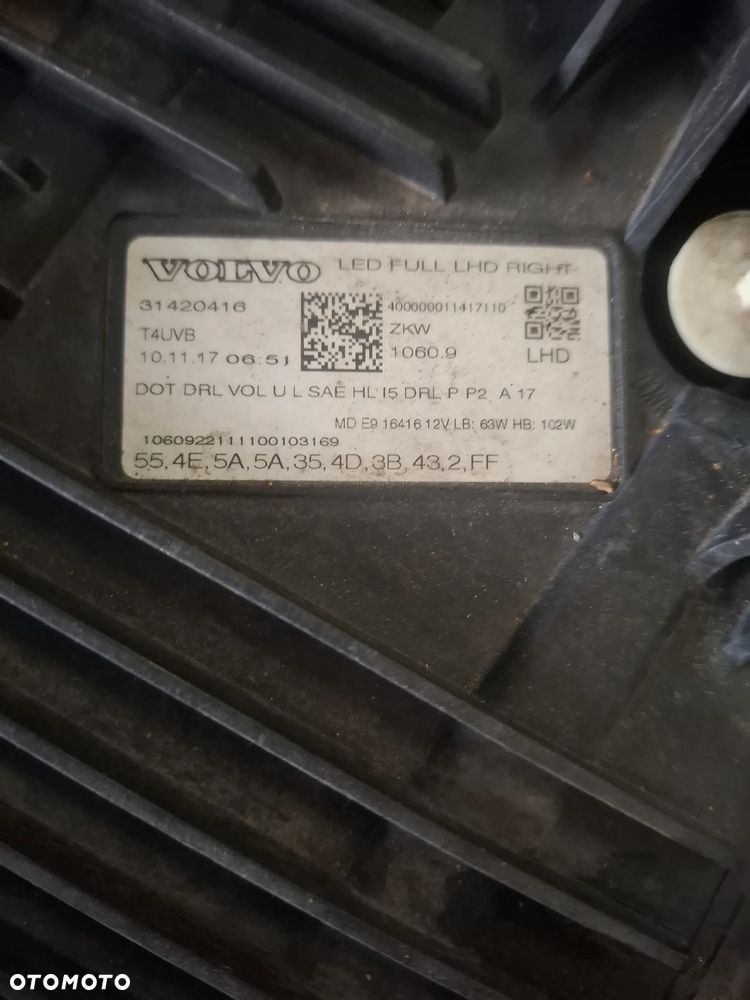 VOLVO LED FULL LHD RIGHT
31420416 400000011417110
T4UVB ZKW
10.11.17 06:51 1060.9 LHD
DOT DRL VOL U L SAE HL I5 DRL P P2 A 17
MD E9 16416 12V LB: 63W HB: 102W
1060922111100103169
55,4E,5A,5A,35,4D,3B,43,2,FF
OTOMOTO